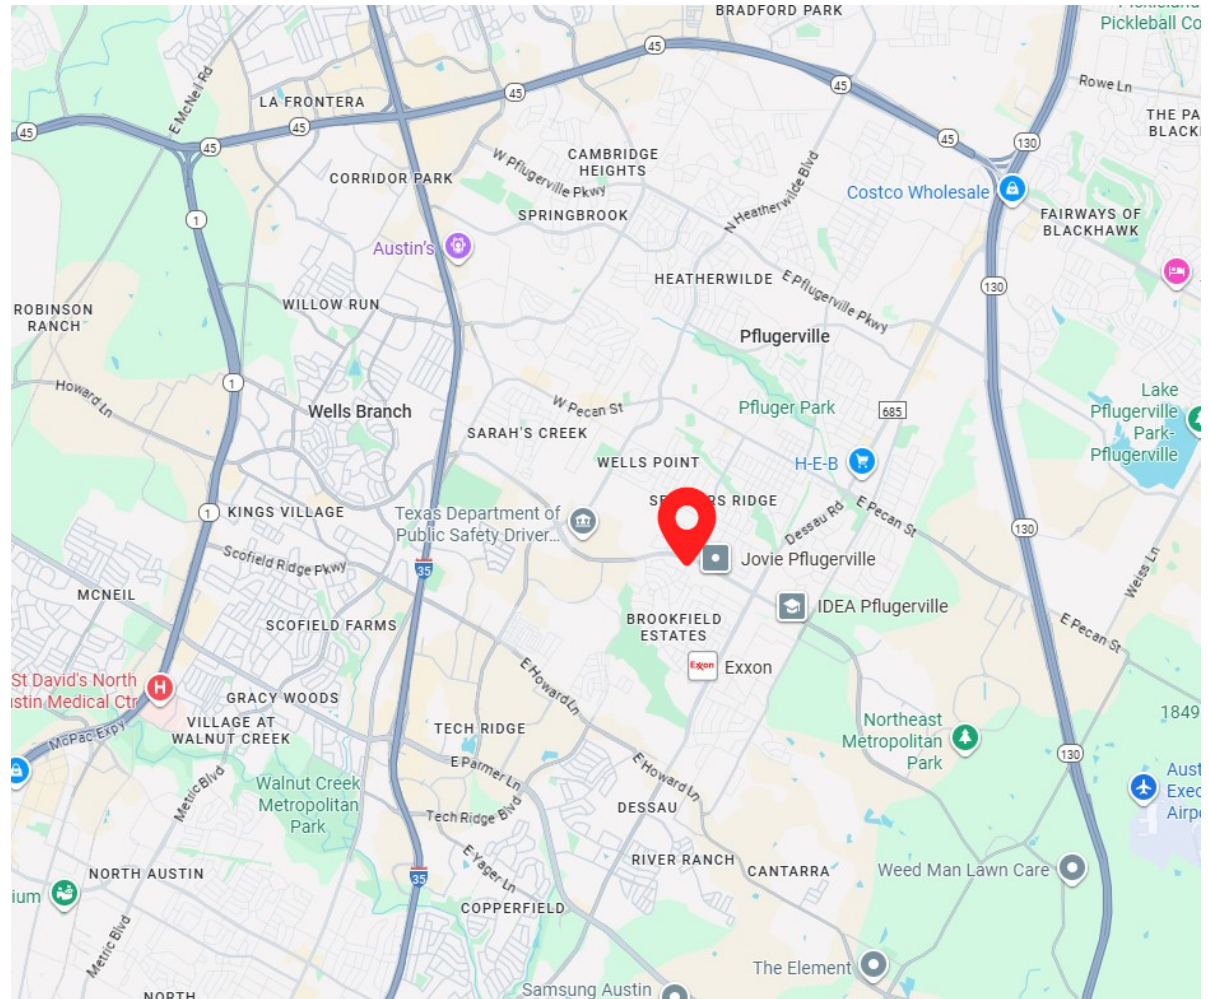 BRADFORD PARK
Pickleball Co
45
E McNeil Rd
LA FRONTERA
45
45
45
Rowe Ln
THE PA
BLACK
45
45
45
130
W Pflugerville Pkwy
CAMBRIDGE
HEIGHTS
N Heatherwilde Blvd
CORRIDOR PARK
Costco Wholesale
SPRINGBROOK
FAIRWAYS OF
BLACKHAWK
1
Austin's
HEATHERWILDE
E Pflugerville Pkwy
130
ROBINSON
RANCH
WILLOW RUN
Pflugerville
1
Howard Ln
Wells Branch
W Pecan St
Pfluger Park
685
Lake
Pflugerville
Park-
Pflugerville
SARAH'S CREEK
WELLS POINT
H-E-B
RIDGE
1
KINGS VILLAGE
Texas Department of
Public Safety Driver...
Dessau Rd
E Pecan St
130
Scofield Ridge Pkwy
35
Jovie Pflugerville
Weiss Ln
MCNEIL
IDEA Pflugerville
SCOFIELD FARMS
BROOKFIELD
ESTATES
E Pecan St
Exxon
Exxon
E Howard Ln
St David's North
ustin Medical Ctr
H
GRACY WOODS
VILLAGE AT
WALNUT CREEK
McPac Expy
TECH RIDGE
Northeast
Metropolitan
Park
1849
130
E Parmer Ln
E Howard Ln
Aust
Exec
Airpo
Metric Blvd
Walnut Creek
Metropolitan
Park
Tech Ridge Blvd
DESSAU
E Yager Ln
RIVER RANCH
CANTARRA
Weed Man Lawn Care
NORTH AUSTIN
35
ium
COPPERFIELD
Metric Blvd
The Element
Samsung Austin
NORTH